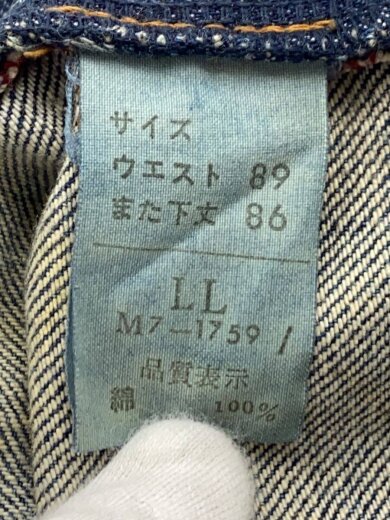 サイズ
ウエスト 89
また下丈 86
LL
M7-1759 /
品質表示
綿 100%